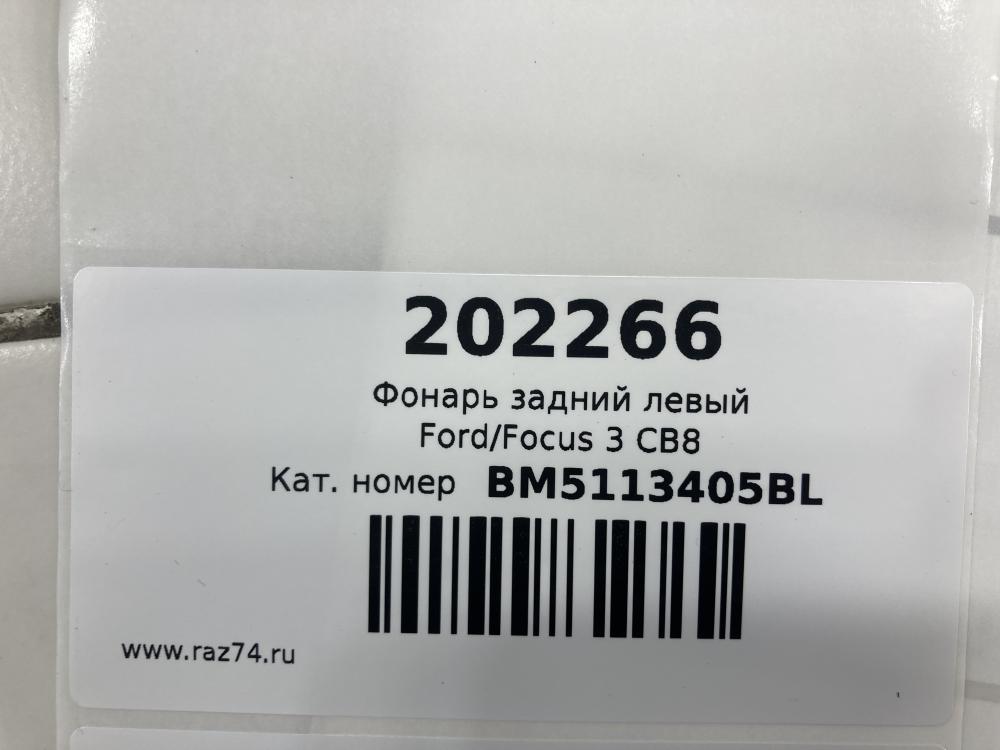 202266
Фонарь задний левый
Ford/Focus 3 CB8
Кат. номер BM5113405BL
www.raz74.ru